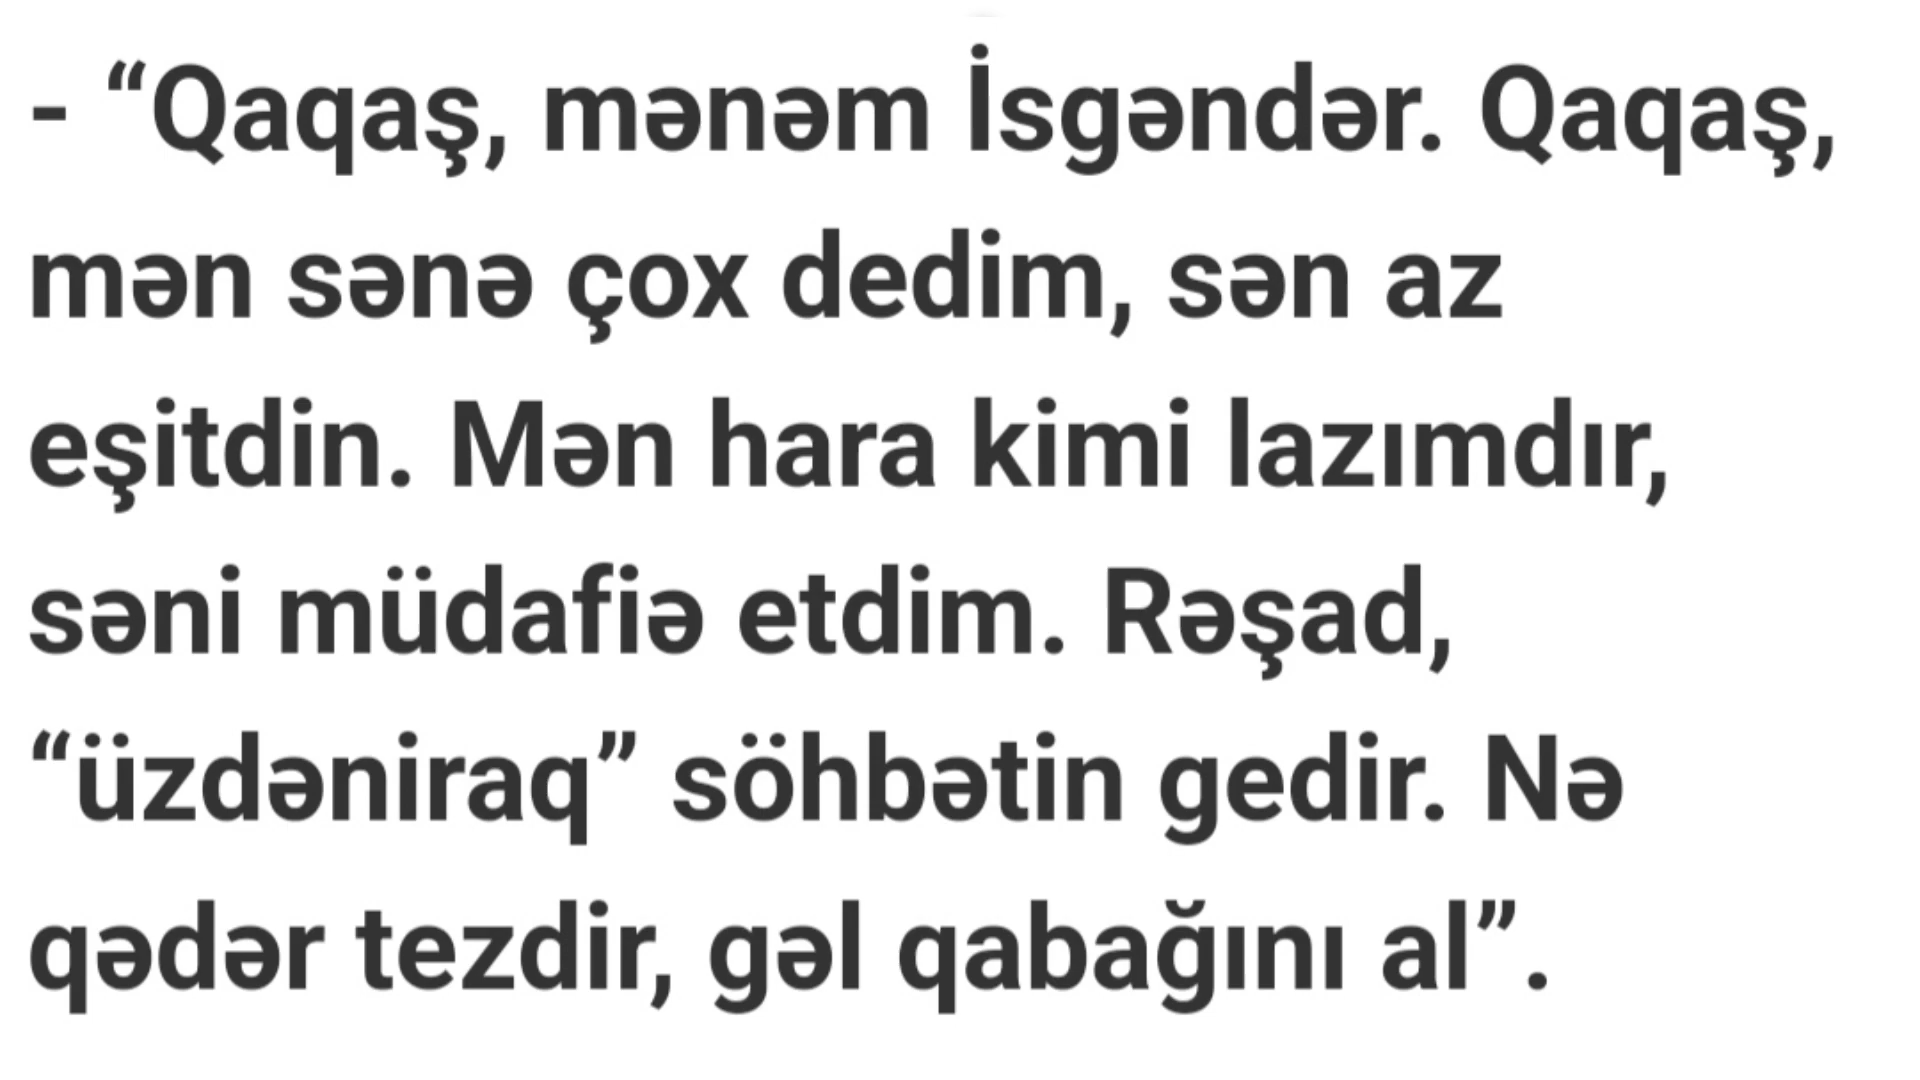 - “Qaqaş, mənəm İsgəndər. Qaqaş,
mən sənə çox dedim, sən az
eşitdin. Mən hara kimi lazımdır,
səni müdafiə etdim. Rəşad,
“üzdəniraq” söhbətin gedir. Nə
qədər tezdir, gəl qabağını al”.